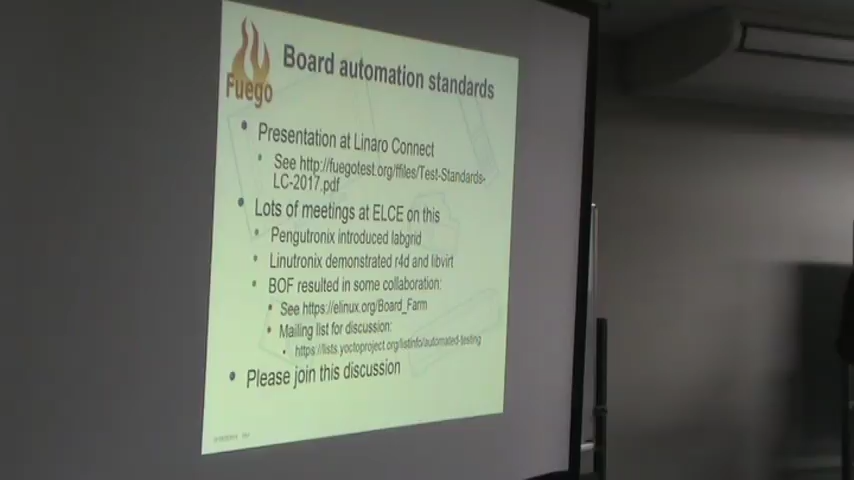 Fuego
Board automation standards
Presentation at Linaro Connect
See http://fuegotest.org/ffiles/Test-Standards-
LC-2017.pdf
Lots of meetings at ELCE on this
Pengutronix introduced labgrid
Linutronix demonstrated r4d and libvirt
BOF resulted in some collaboration:
See https://elinux.org/Board_Farm
Mailing list for discussion:
https://lists.yoctoproject.org/listinfo/automated-testing
Please join this discussion